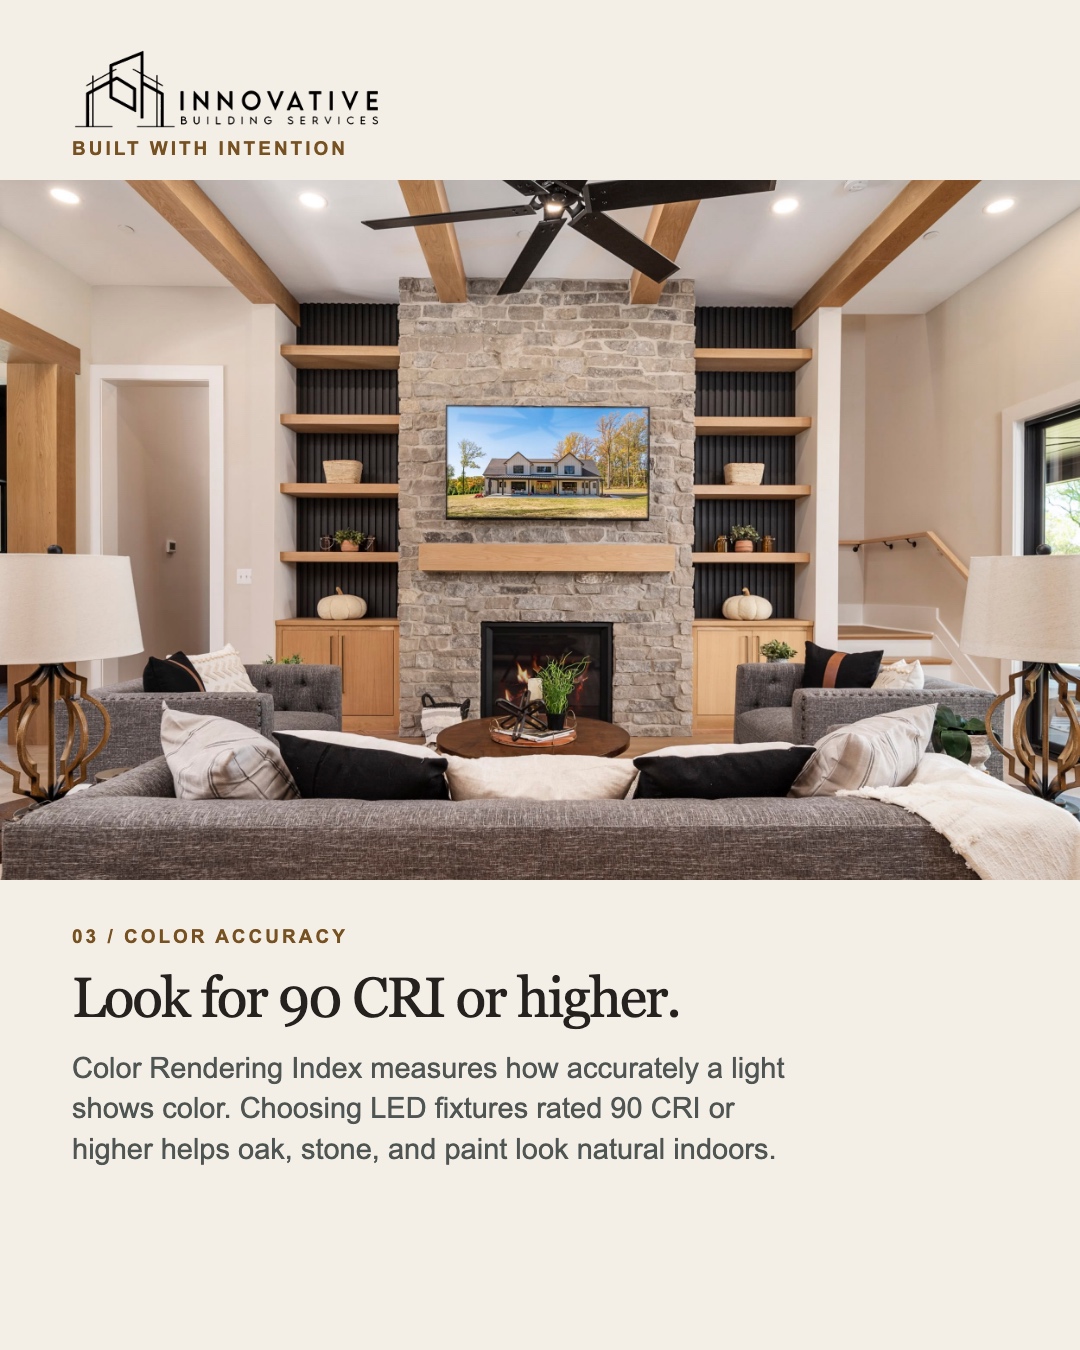 INNOVATIVE
BUILDING SERVICES
BUILT WITH INTENTION
03 / COLOR ACCURACY
Look for 90 CRI or higher.
Color Rendering Index measures how accurately a light
shows color. Choosing LED fixtures rated 90 CRI or
higher helps oak, stone, and paint look natural indoors.